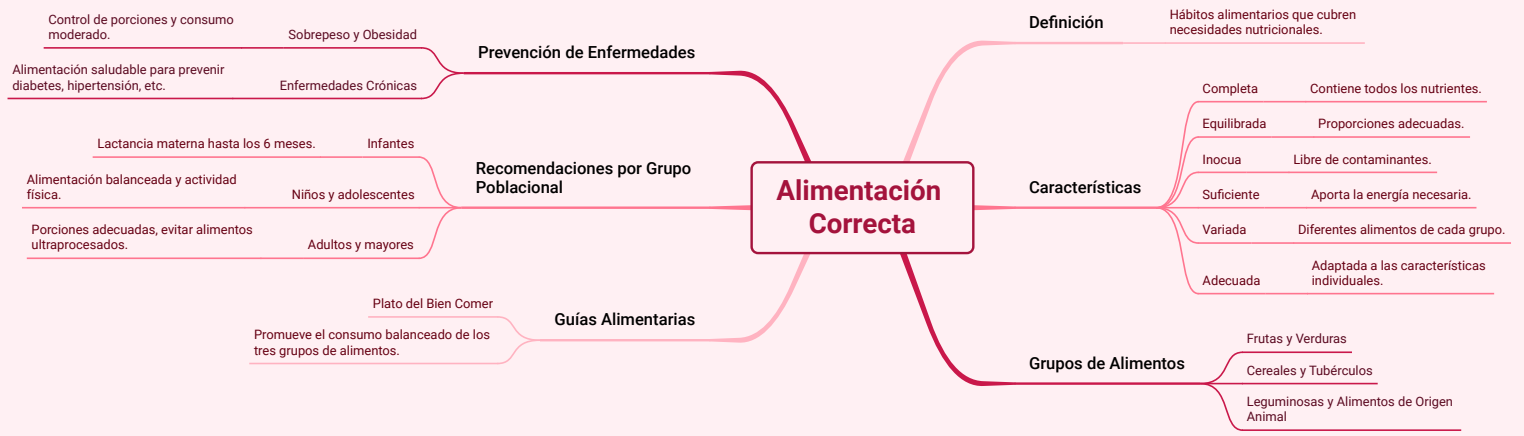 Alimentación
Correcta
Definición
Hábitos alimentarios que cubren
necesidades nutricionales.
Características
Completa
Contiene todos los nutrientes.
Equilibrada
Proporciones adecuadas.
Inocua
Libre de contaminantes.
Suficiente
Aporta la energía necesaria.
Variada
Diferentes alimentos de cada grupo.
Adecuada
Adaptada a las características
individuales.
Grupos de Alimentos
Frutas y Verduras
Cereales y Tubérculos
Leguminosas y Alimentos de Origen
Animal
Prevención de Enfermedades
Sobrepeso y Obesidad
Control de porciones y consumo
moderado.
Enfermedades Crónicas
Alimentación saludable para prevenir
diabetes, hipertensión, etc.
Recomendaciones por Grupo
Poblacional
Infantes
Lactancia materna hasta los 6 meses.
Niños y adolescentes
Alimentación balanceada y actividad
física.
Adultos y mayores
Porciones adecuadas, evitar alimentos
ultraprocesados.
Guías Alimentarias
Plato del Bien Comer
Promueve el consumo balanceado de los
tres grupos de alimentos.